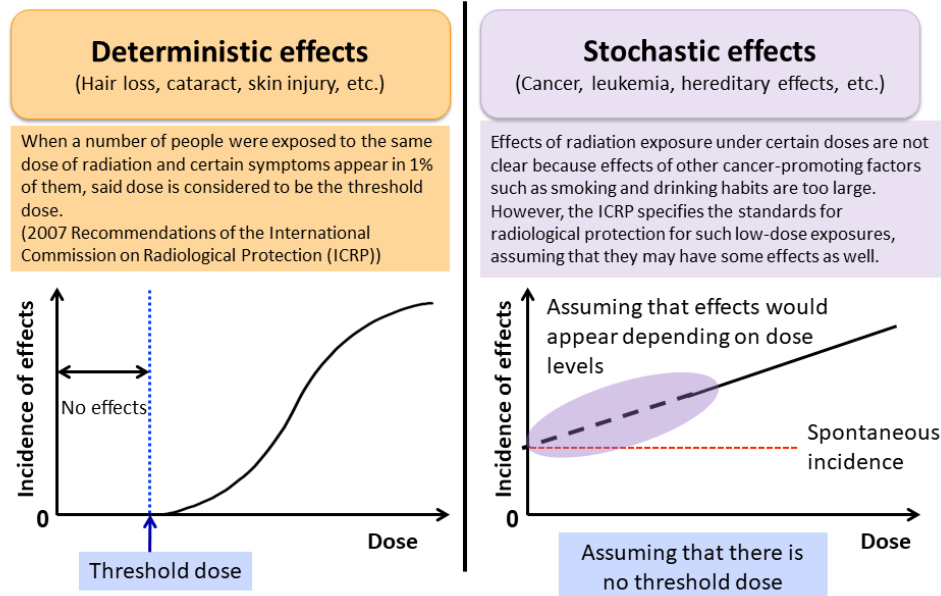 Deterministic effects
(Hair loss, cataract, skin injury, etc.)
When a number of people were exposed to the same
dose of radiation and certain symptoms appear in 1%
of them, said dose is considered to be the threshold
dose.
(2007 Recommendations of the International
Commission on Radiological Protection (ICRP))
Incidence of effects
No effects
0
Dose
Threshold dose
Stochastic effects
(Cancer, leukemia, hereditary effects, etc.)
Effects of radiation exposure under certain doses are not
clear because effects of other cancer-promoting factors
such as smoking and drinking habits are too large.
However, the ICRP specifies the standards for
radiological protection for such low-dose exposures,
assuming that they may have some effects as well.
Incidence of effects
Assuming that effects would
appear depending on dose
levels
Spontaneous
incidence
0
Dose
Assuming that there is
no threshold dose